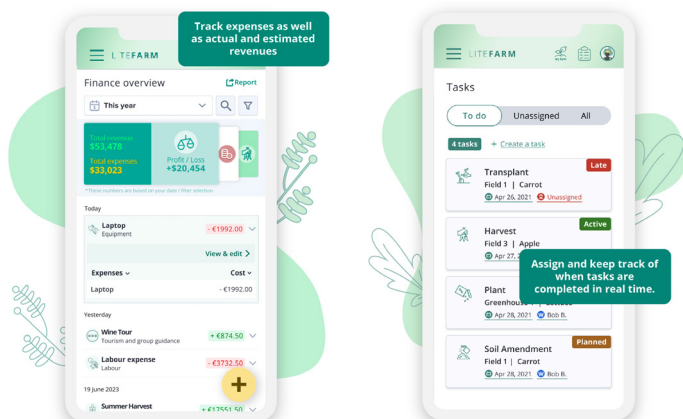 Track expenses as well
as actual and estimated
revenues
LITEFARM
Finance overview
Report
This year
Total revenue
$53,478
Total expenses
$33,023
Profit / Loss
+$20,454
*These numbers are based on your date / filter selection
Today
Laptop
Equipment
- €1992.00
View & edit
Expenses
Cost
Laptop
- €1992.00
Yesterday
Wine Tour
Tourism and group guidance
+ €874.50
Labour expense
Labour
- €3732.50
+
19 June 2023
Summer Harvest
+ €17551.50
LITEFARM
Tasks
To do
Unassigned
All
4 tasks
+ Create a task
Late
Transplant
Field 1 | Carrot
Apr 26, 2021
Unassigned
Active
Harvest
Field 3 | Apple
Apr 27,
Assign and keep track of
when tasks are
completed in real time.
Plant
Greenhouse
Apr 28, 2021
W Bob B.
Planned
Soil Amendment
Field 1 | Carrot
Apr 28, 2021
W Bob B.